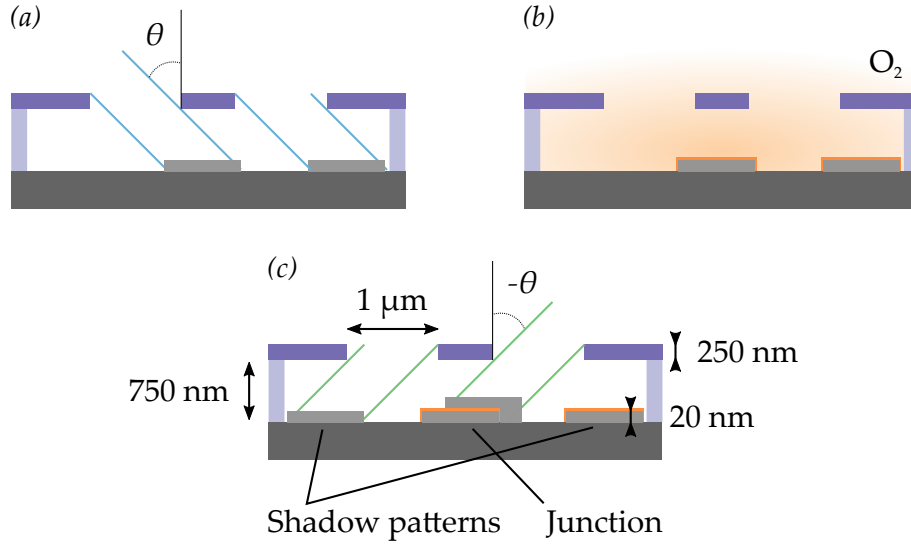 (a)
θ
(b)
O₂
(c)
-θ
1 μm
250 nm
750 nm
20 nm
Shadow patterns
Junction